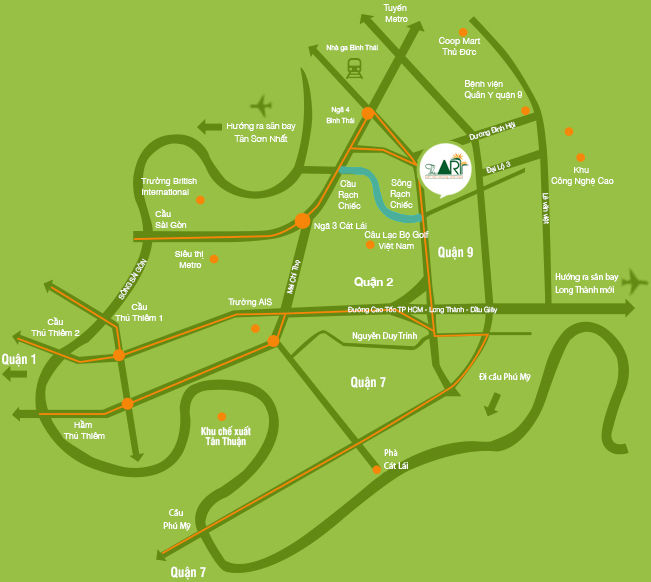 Tuyến
Metro
Nhà ga Bình Thái
Coop Mart
Thủ Đức
Bệnh viện
Quân Y quận 9
Ngã 4
Bình Thái
Dương Đình Hội
Hướng ra sân bay
Tân Sơn Nhất
The ART
Đại Lộ 3
Khu
Công Nghệ Cao
Trường British
International
Cầu
Rạch
Chiếc
Sông
Rạch
Chiếc
Lê Văn Việt
Cầu
Sài Gòn
Ngã 3 Cát Lái
Câu Lạc Bộ Golf
Việt Nam
Quận 9
Siêu thị
Metro
SÔNG SÀI GÒN
Mai Chí Thọ
Quận 2
Hướng ra sân bay
Long Thành mới
Trường AIS
Đường Cao Tốc TP HCM - Long Thành - Dầu Giây
Cầu
Thủ Thiêm 1
Cầu
Thủ Thiêm 2
Nguyễn Duy Trinh
Quận 1
Quận 7
Đi cầu Phú Mỹ
Hầm
Thủ Thiêm
Khu chế xuất
Tân Thuận
Phà
Cát Lái
Cầu
Phú Mỹ
Quận 7